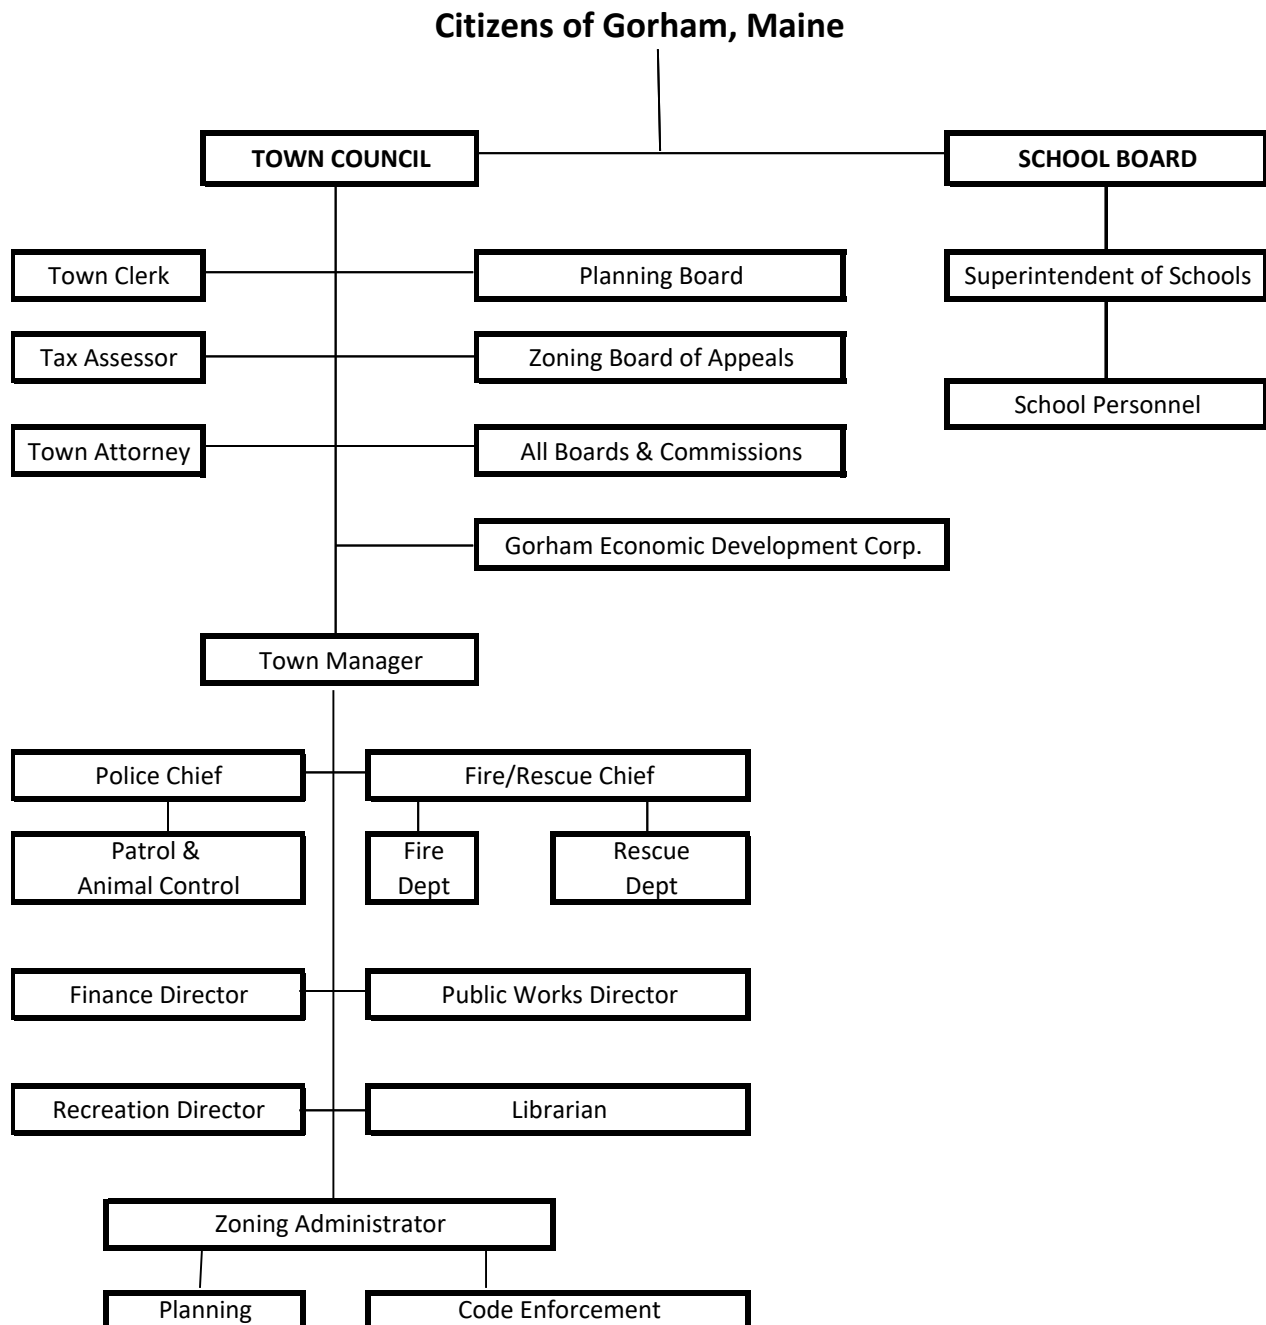 Citizens of Gorham, Maine
TOWN COUNCIL
SCHOOL BOARD
Town Clerk
Planning Board
Superintendent of Schools
Tax Assessor
Zoning Board of Appeals
School Personnel
Town Attorney
All Boards & Commissions
Gorham Economic Development Corp.
Town Manager
Police Chief
Fire/Rescue Chief
Patrol &
Animal Control
Fire
Dept
Rescue
Dept
Finance Director
Public Works Director
Recreation Director
Librarian
Zoning Administrator
Planning
Code Enforcement